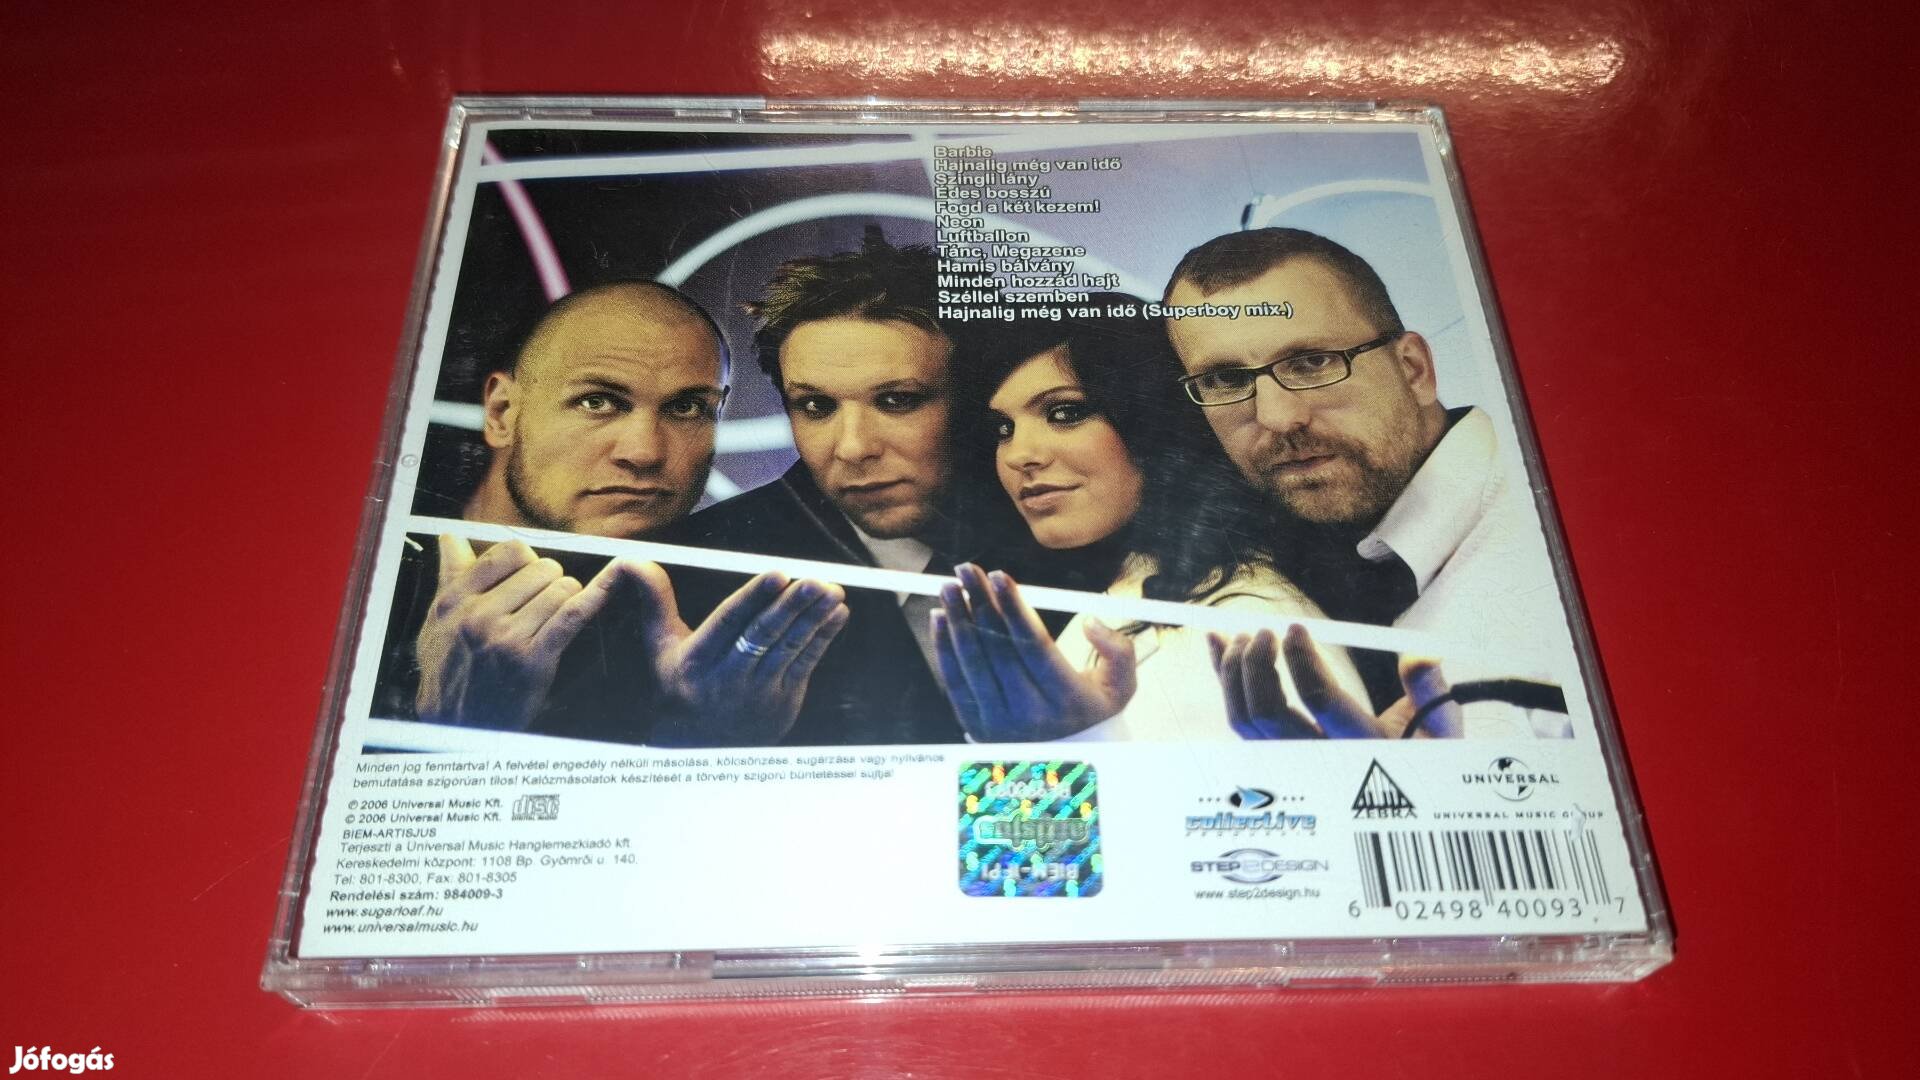 Barbie
Hajnalig még van idő
Szingli lány
Édes bosszú
Fogd a két kezem!
Neon
Luftballon
Tánc, Megazene
Hamis bálvány
Minden hozzád hajt
Széllel szemben
Hajnalig még van idő (Superboy mix.)
Minden jog fenntartva! A felvétel engedély nélküli másolása, kölcsönzése, sugárzása vagy nyilvános
bemutatása szigorúan tilos! Kalózmásolatok készítését a törvény szigorú büntetéssel sújtja!
℗ 2006 Universal Music Kft.
© 2006 Universal Music Kft.
disc
BIEM-ARTISJUS
Terjeszti a Universal Music Hanglemezkiadó kft.
Kereskedelmi központ: 1108 Bp. Gyömrői u. 140.
Tel: 801-8300, Fax: 801-8305
Rendelési szám: 984009-3
www.sugarloaf.hu
www.universalmusic.hu
BIEM-IFPI
collective
STEP2DESIGN
www.step2design.hu
ZEBRA
UNIVERSAL
UNIVERSAL MUSIC GROUP
6 02498 40093 7
Jófogás